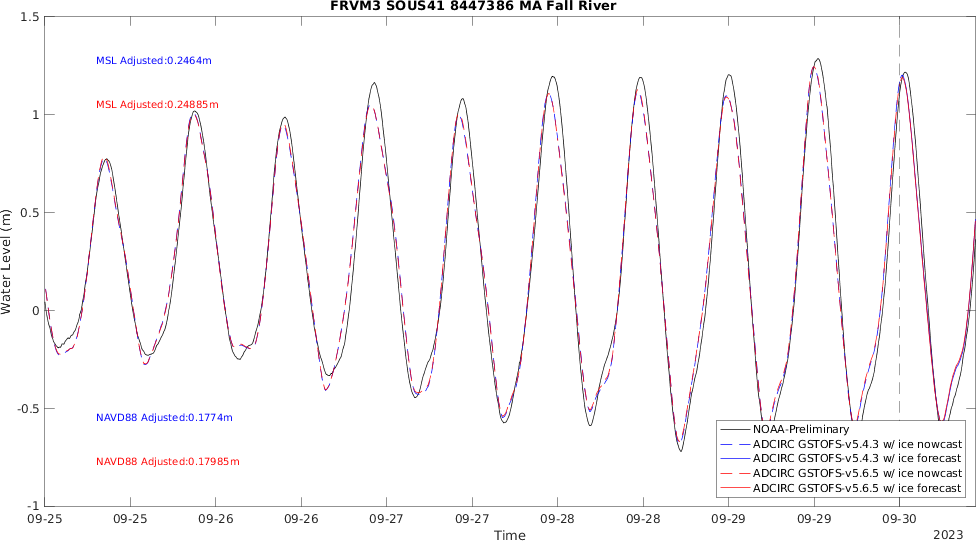 FRVM3 SOUS41 8447386 MA Fall River
1.5
MSL Adjusted:0.2464m
MSL Adjusted:0.24885m
1
0.5
Water Level (m)
0
-0.5
NAVD88 Adjusted:0.1774m
NAVD88 Adjusted:0.17985m
NOAA-Preliminary
ADCIRC GSTOFS-v5.4.3 w/ ice nowcast
ADCIRC GSTOFS-v5.4.3 w/ ice forecast
ADCIRC GSTOFS-v5.6.5 w/ ice nowcast
ADCIRC GSTOFS-v5.6.5 w/ ice forecast
-1
09-25 09-25 09-26 09-26 09-27 09-27 09-28 09-28 09-29 09-29 09-30
Time
2023